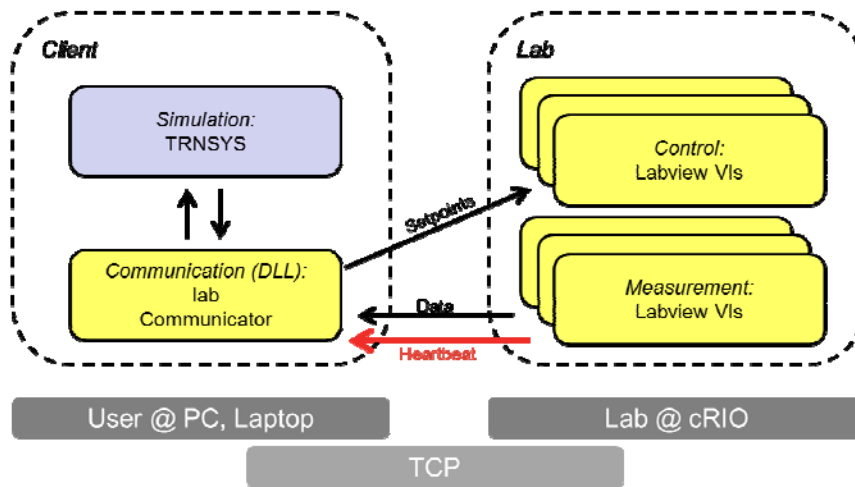 Client
Simulation:
TRNSYS
Communication (DLL):
lab
Communicator
Setpoints
Data
Heartbeat
Lab
Control:
Labview VIs
Measurement:
Labview VIs
User @ PC, Laptop
Lab @ cRIO
TCP